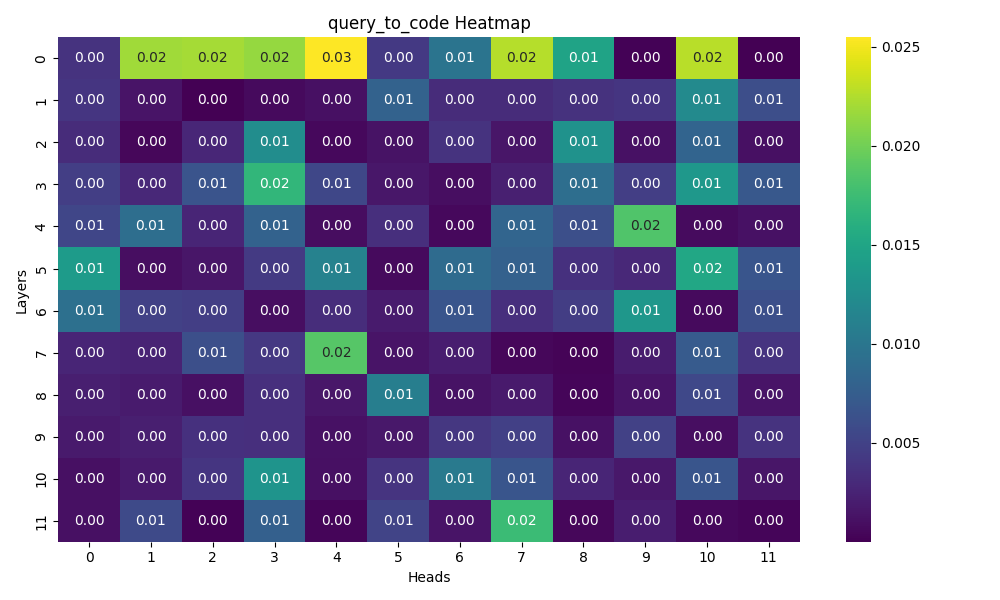 query_to_code Heatmap
0 0.00 0.02 0.02 0.02 0.03 0.00 0.01 0.02 0.01 0.00 0.02 0.00
1 0.00 0.00 0.00 0.00 0.00 0.01 0.00 0.00 0.00 0.00 0.01 0.01
2 0.00 0.00 0.00 0.01 0.00 0.00 0.00 0.00 0.01 0.00 0.01 0.00
3 0.00 0.00 0.01 0.02 0.01 0.00 0.00 0.00 0.01 0.00 0.01 0.01
4 0.01 0.01 0.00 0.01 0.00 0.00 0.00 0.01 0.01 0.02 0.00 0.00
5 0.01 0.00 0.00 0.00 0.01 0.00 0.01 0.01 0.00 0.00 0.02 0.01
6 0.01 0.00 0.00 0.00 0.00 0.00 0.01 0.00 0.00 0.01 0.00 0.01
7 0.00 0.00 0.01 0.00 0.02 0.00 0.00 0.00 0.00 0.00 0.01 0.00
8 0.00 0.00 0.00 0.00 0.00 0.01 0.00 0.00 0.00 0.00 0.01 0.00
9 0.00 0.00 0.00 0.00 0.00 0.00 0.00 0.00 0.00 0.00 0.00 0.00
10 0.00 0.00 0.00 0.01 0.00 0.00 0.01 0.01 0.00 0.00 0.01 0.00
11 0.00 0.01 0.00 0.01 0.00 0.01 0.00 0.02 0.00 0.00 0.00 0.00
0 1 2 3 4 5 6 7 8 9 10 11
Heads
Layers
0.025
0.020
0.015
0.010
0.005